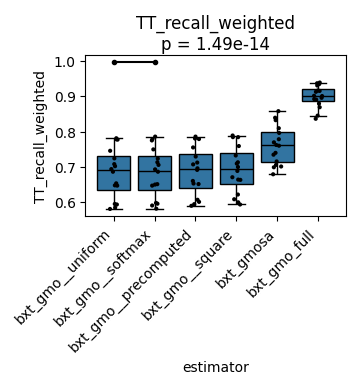 TT_recall_weighted
p = 1.49e-14
TT_recall_weighted
1.0
0.9
0.8
0.7
0.6
bxt_gmo__uniform
bxt_gmo__softmax
bxt_gmo__precomputed
bxt_gmo__square
bxt_gmosa
bxt_gmo_full
estimator